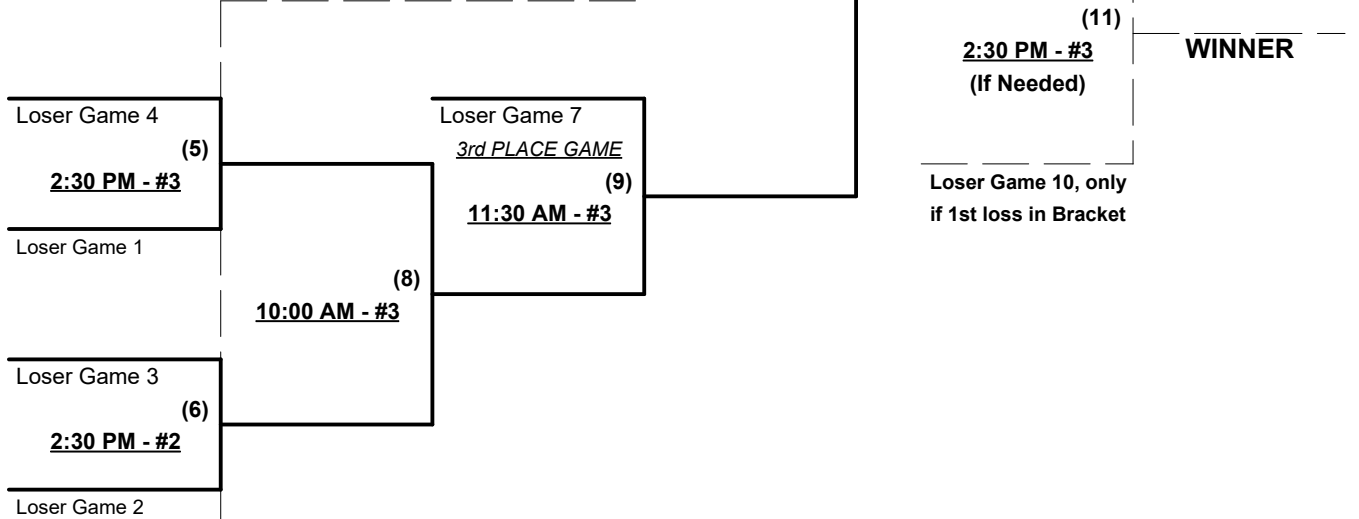 (11)
2:30 PM - #3
WINNER
(If Needed)
Loser Game 4
(5)
2:30 PM - #3
Loser Game 1
Loser Game 7
3rd PLACE GAME
(9)
11:30 AM - #3
Loser Game 10, only
if 1st loss in Bracket
(8)
10:00 AM - #3
Loser Game 3
(6)
2:30 PM - #2
Loser Game 2